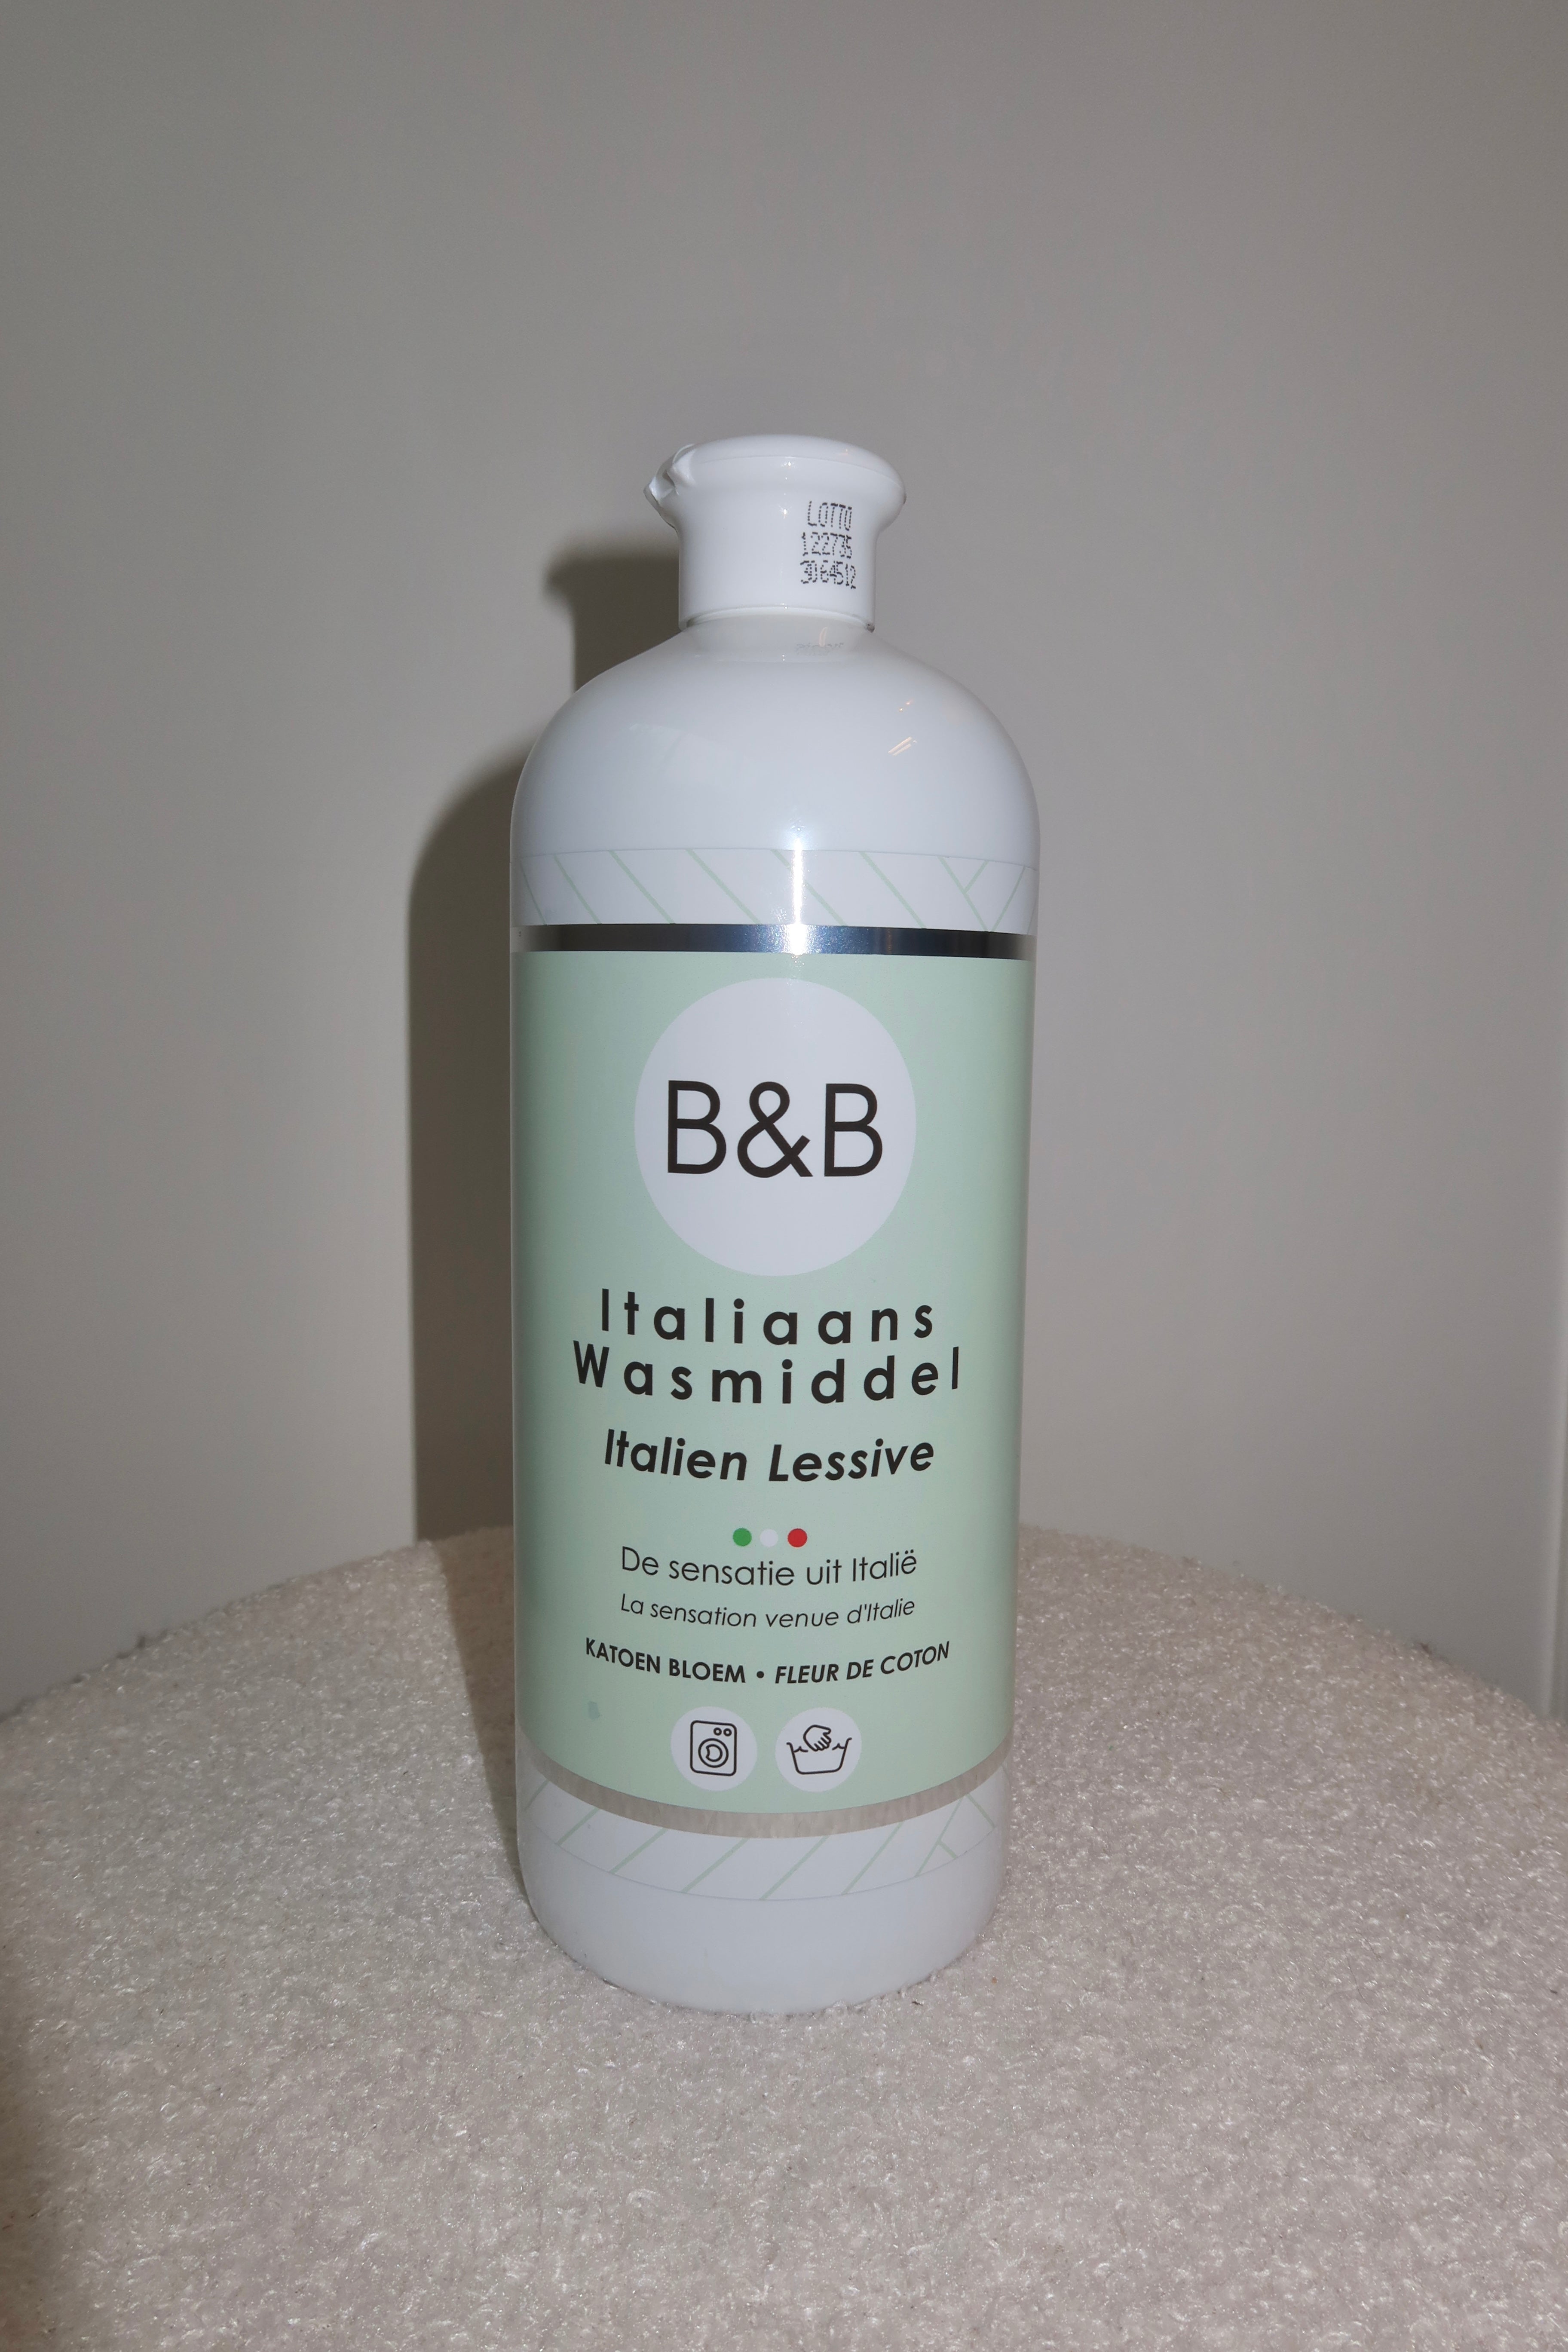 LOTTO
122735
3064512
B&B
Italiaans
Wasmiddel
Italien Lessive
De sensatie uit Italië
La sensation venue d'Italie
KATOEN BLOEM • FLEUR DE COTON